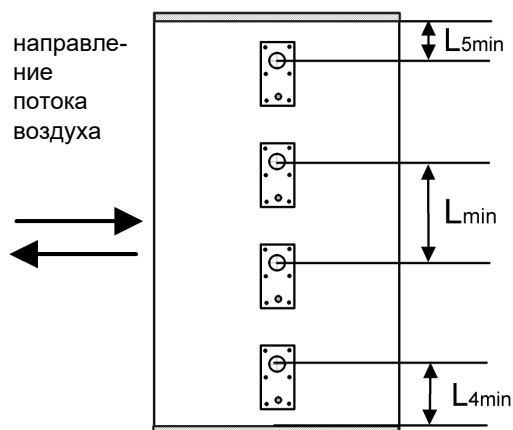 направле-
ние
потока
воздуха
L5min
Lmin
L4min